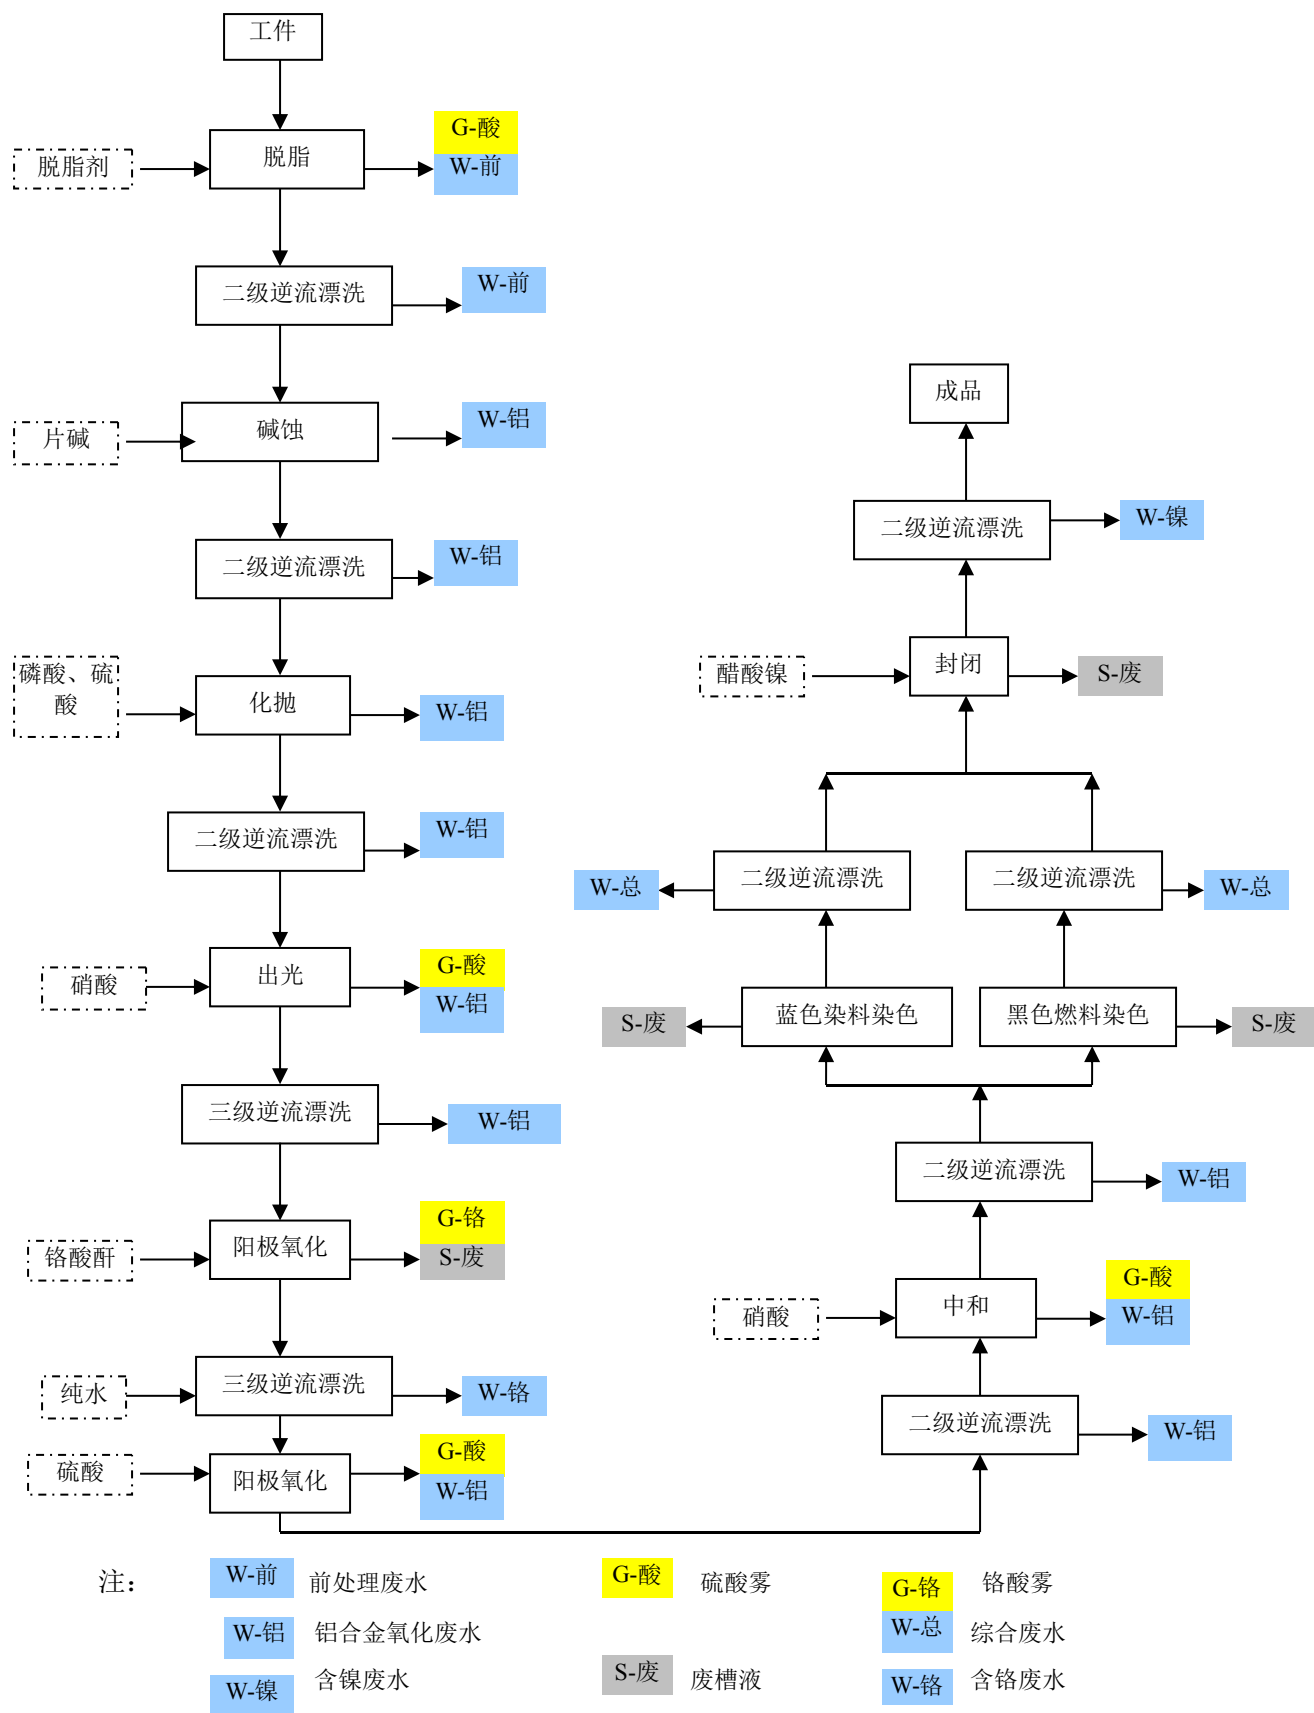 工件
脱脂剂
脱脂
G-酸
W-前
二级逆流漂洗
W-前
片碱
碱蚀
W-铝
二级逆流漂洗
W-铝
磷酸、硫
酸
化抛
W-铝
二级逆流漂洗
W-铝
硝酸
出光
G-酸
W-铝
三级逆流漂洗
W-铝
铬酸酐
阳极氧化
G-铬
S-废
纯水
三级逆流漂洗
W-铬
硫酸
阳极氧化
G-酸
W-铝
成品
二级逆流漂洗
W-镍
醋酸镍
封闭
S-废
W-总
二级逆流漂洗
二级逆流漂洗
W-总
S-废
蓝色染料染色
黑色燃料染色
S-废
二级逆流漂洗
W-铝
硝酸
中和
G-酸
W-铝
二级逆流漂洗
W-铝
注：
W-前 前处理废水
G-酸 硫酸雾
G-铬 铬酸雾
W-铝 铝合金氧化废水
W-总 综合废水
W-镍 含镍废水
S-废 废槽液
W-铬 含铬废水